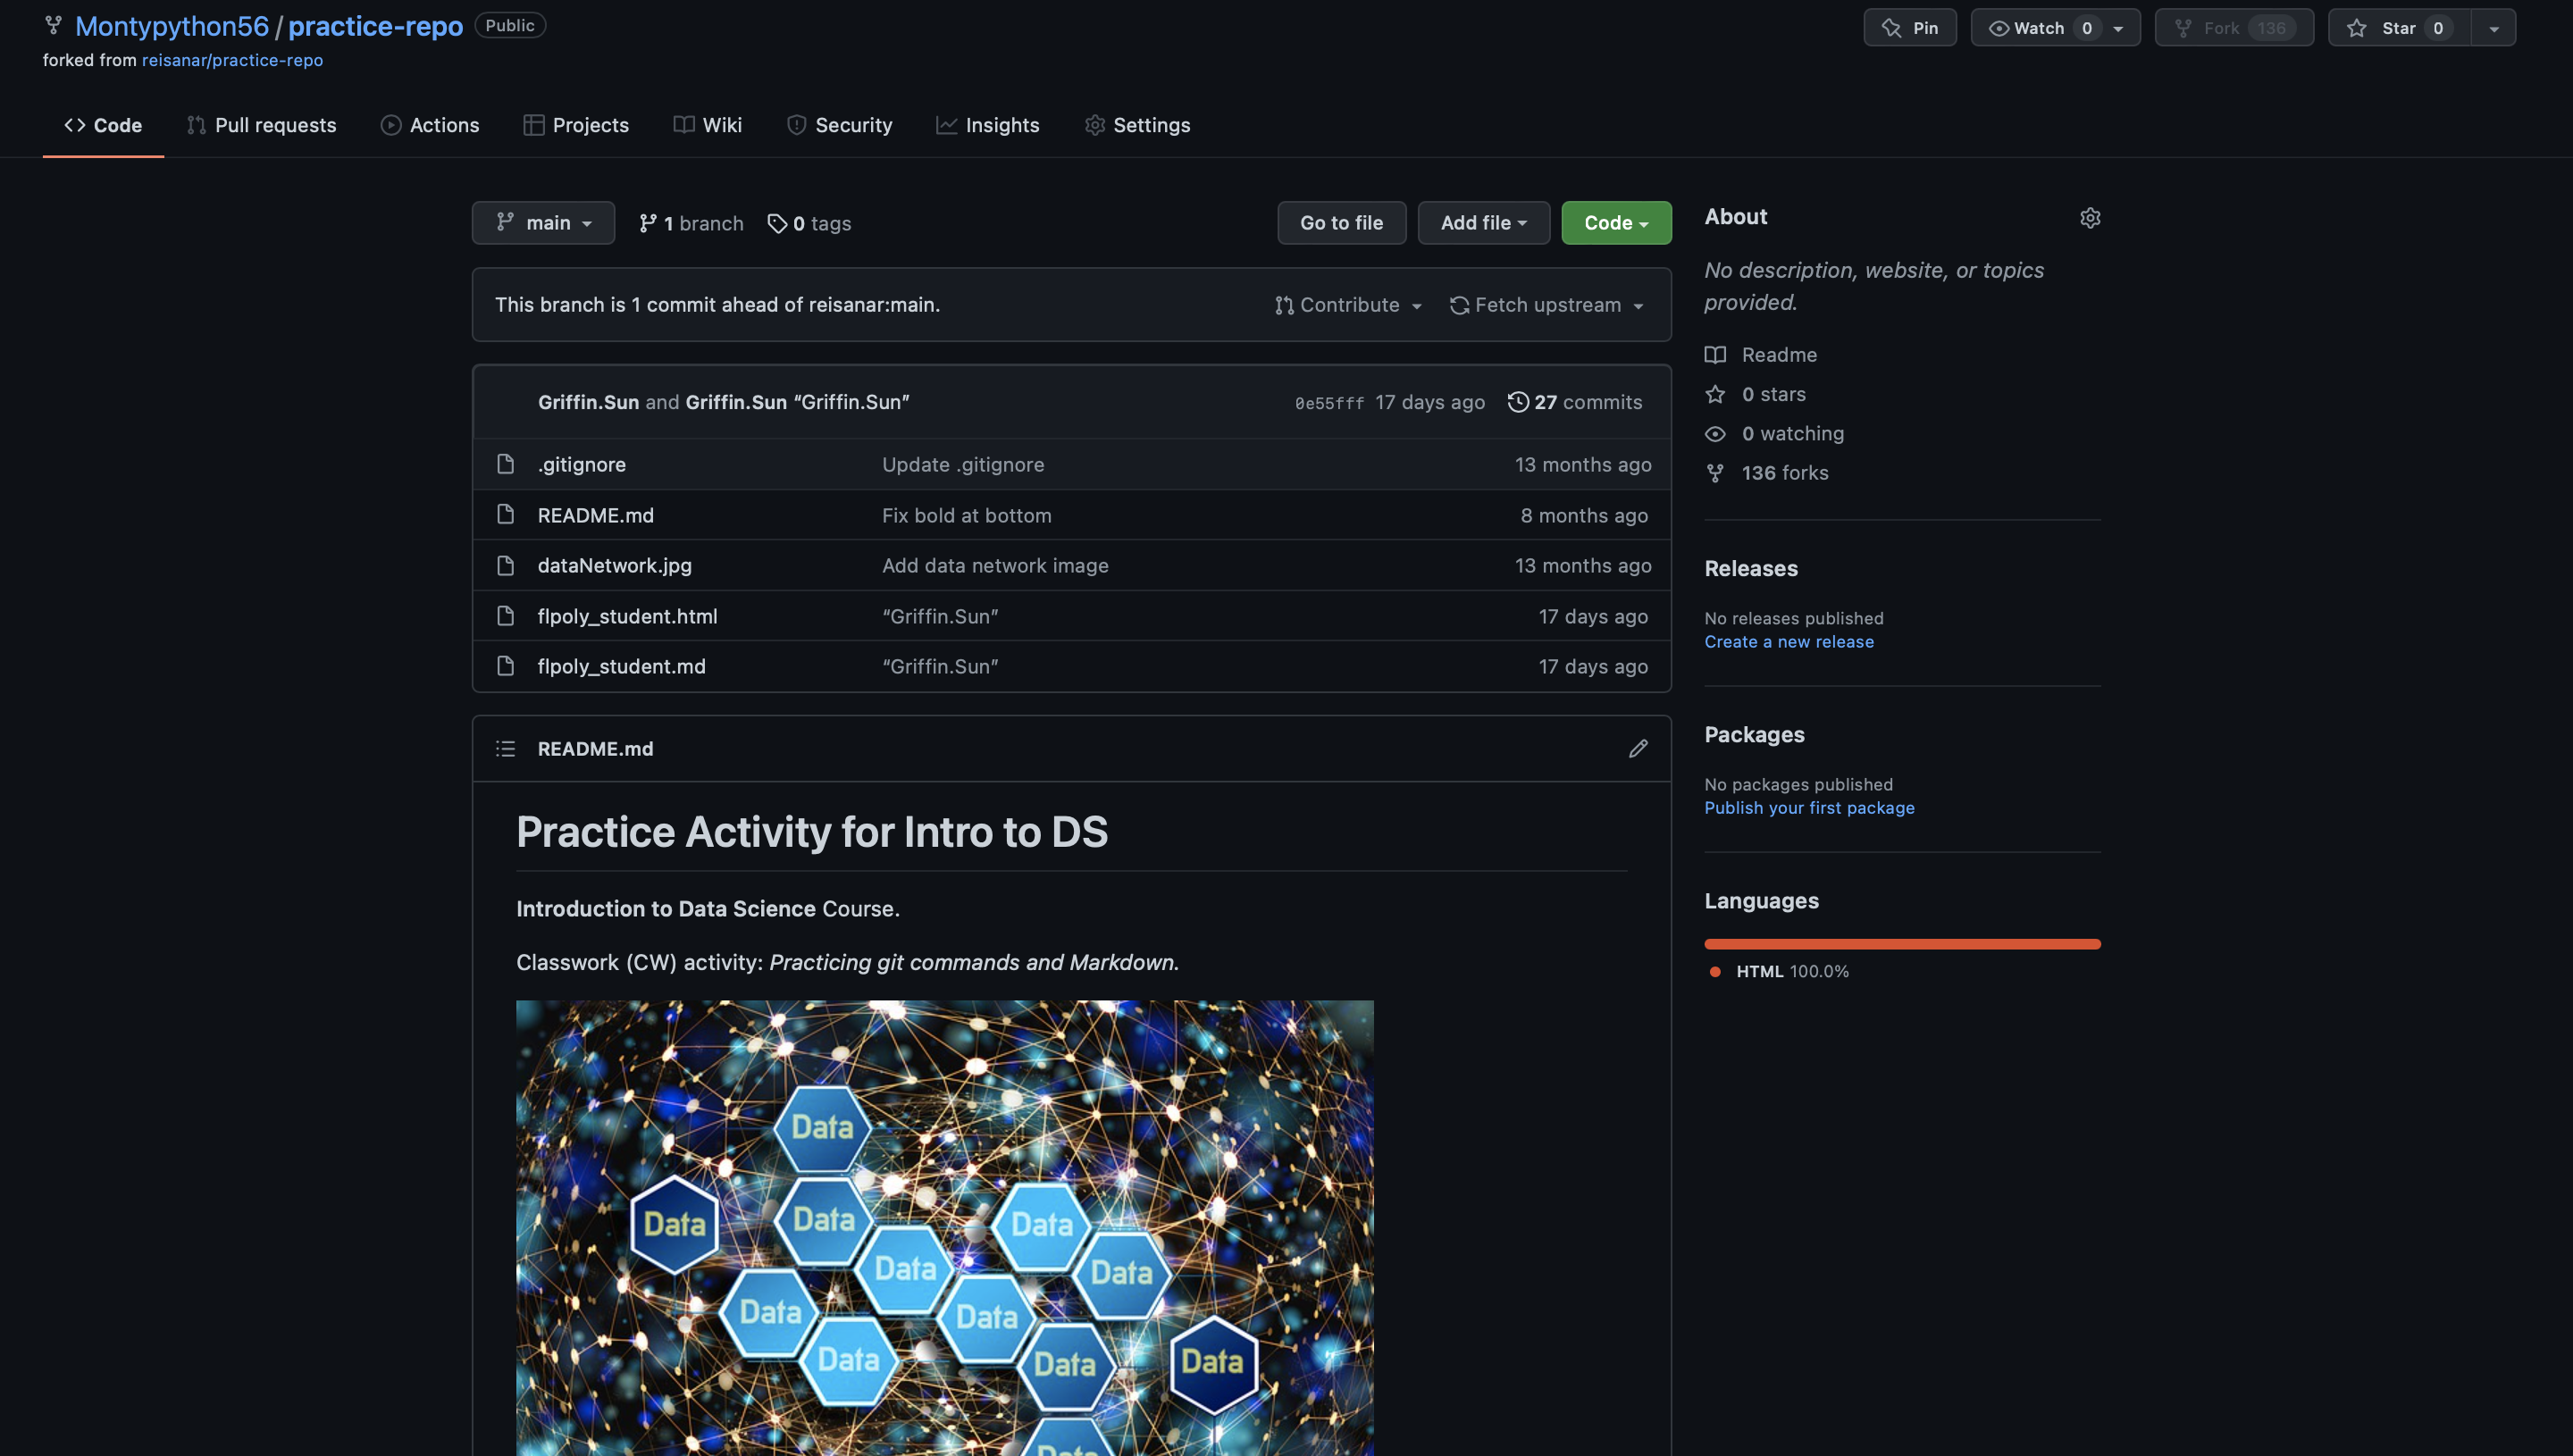 Montypython56 / practice-repo Public
Pin
Watch 0
Fork 136
Star 0
forked from reisanar/practice-repo
Code
Pull requests
Actions
Projects
Wiki
Security
Insights
Settings
main
1 branch
0 tags
Go to file
Add file
Code
This branch is 1 commit ahead of reisanar:main.
Contribute
Fetch upstream
Griffin.Sun and Griffin.Sun “Griffin.Sun” 0e55fff 17 days ago 27 commits
.gitignore Update .gitignore 13 months ago
README.md Fix bold at bottom 8 months ago
dataNetwork.jpg Add data network image 13 months ago
flpoly_student.html “Griffin.Sun” 17 days ago
flpoly_student.md “Griffin.Sun” 17 days ago
README.md
Practice Activity for Intro to DS
Introduction to Data Science Course.
Classwork (CW) activity: Practicing git commands and Markdown.
Data
Data
Data
Data
Data
Data
Data
Data
Data
Data
Data
Data
About
No description, website, or topics
provided.
Readme
0 stars
0 watching
136 forks
Releases
No releases published
Create a new release
Packages
No packages published
Publish your first package
Languages
HTML 100.0%